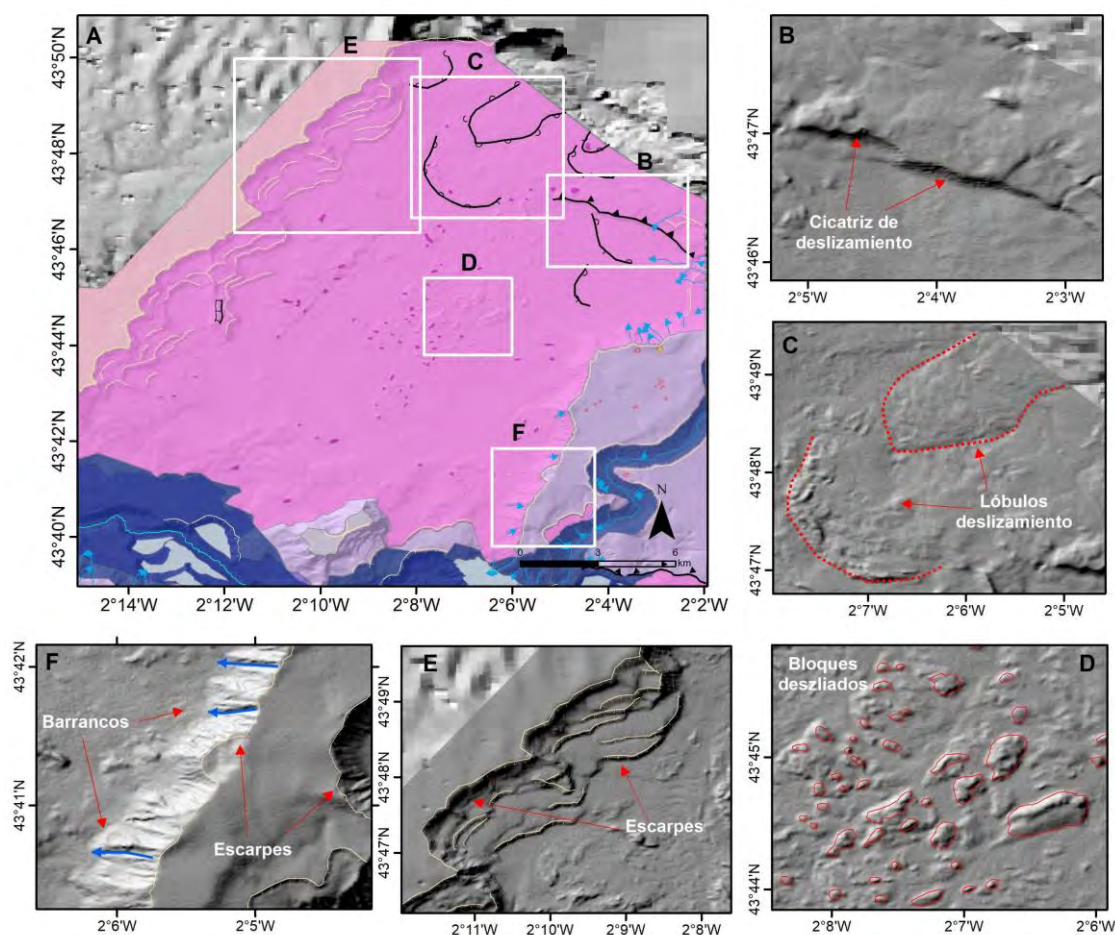 A
E
C
B
D
F
N
0
3
6
km
43°50'N
43°48'N
43°46'N
43°44'N
43°42'N
43°40'N
2°14'W
2°12'W
2°10'W
2°8'W
2°6'W
2°4'W
2°2'W
B
Cicatriz de
deslizamiento
43°47'N
43°46'N
2°5'W
2°4'W
2°3'W
C
Lóbulos
deslizamiento
43°49'N
43°48'N
43°47'N
2°7'W
2°6'W
2°5'W
F
Barrancos
Escarpes
43°42'N
43°41'N
2°6'W
2°5'W
E
Escarpes
43°49'N
43°48'N
43°47'N
2°11'W
2°10'W
2°9'W
2°8'W
Bloques
deszliados
D
43°45'N
43°44'N
2°8'W
2°7'W
2°6'W